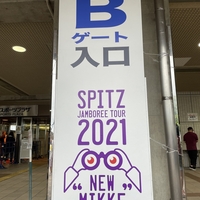 B
ゲート
入口
SPITZ
JAMBOREE TOUR
2021
"NEW
MIKKE